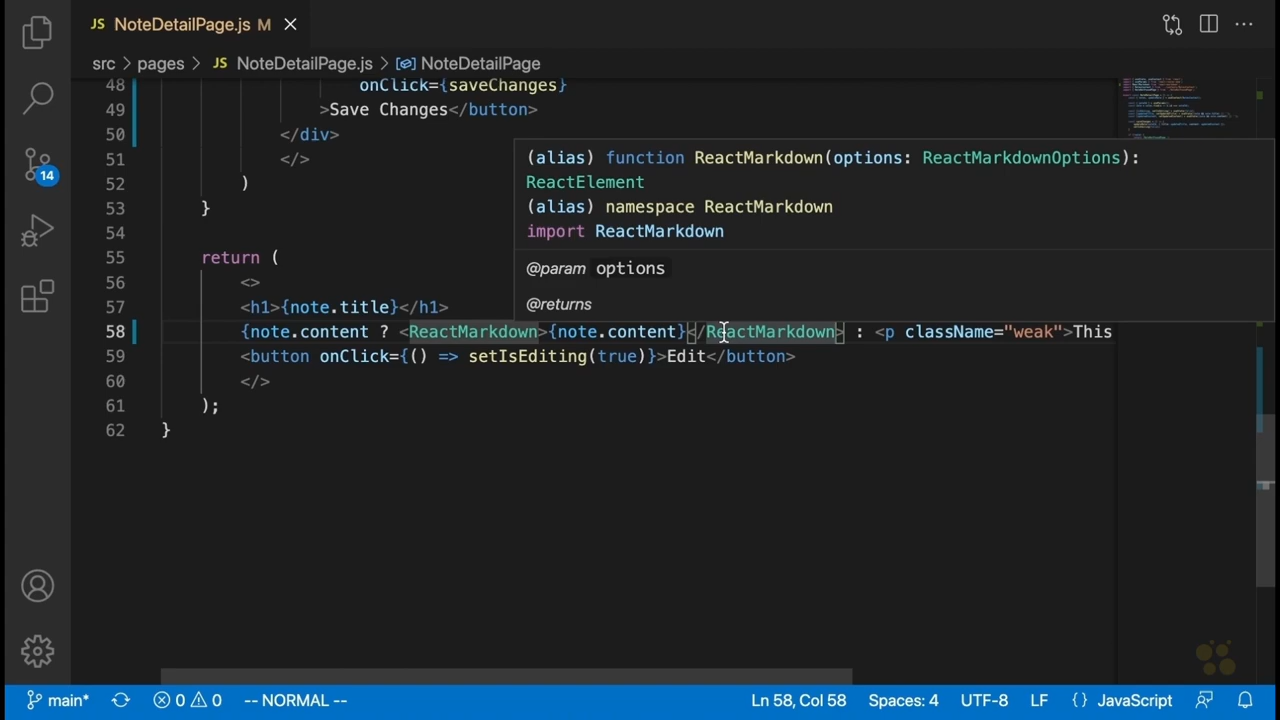 JS NoteDetailPage.js M
src > pages > JS NoteDetailPage.js > NoteDetailPage
48 onClick={saveChanges}
49 >Save Changes</button>
50 </div>
51 </>
52 )
53 }
54
55 return (
56 <>
57 <h1>{note.title}</h1>
58 {note.content ? <ReactMarkdown>{note.content}</ReactMarkdown> : <p className="weak">This
59 <button onClick={() => setIsEditing(true)}>Edit</button>
60 </>
61 );
62 }
(alias) function ReactMarkdown(options: ReactMarkdownOptions):
ReactElement
(alias) namespace ReactMarkdown
import ReactMarkdown
@param options
@returns
14
main* 0 0 -- NORMAL -- Ln 58, Col 58 Spaces: 4 UTF-8 LF {} JavaScript